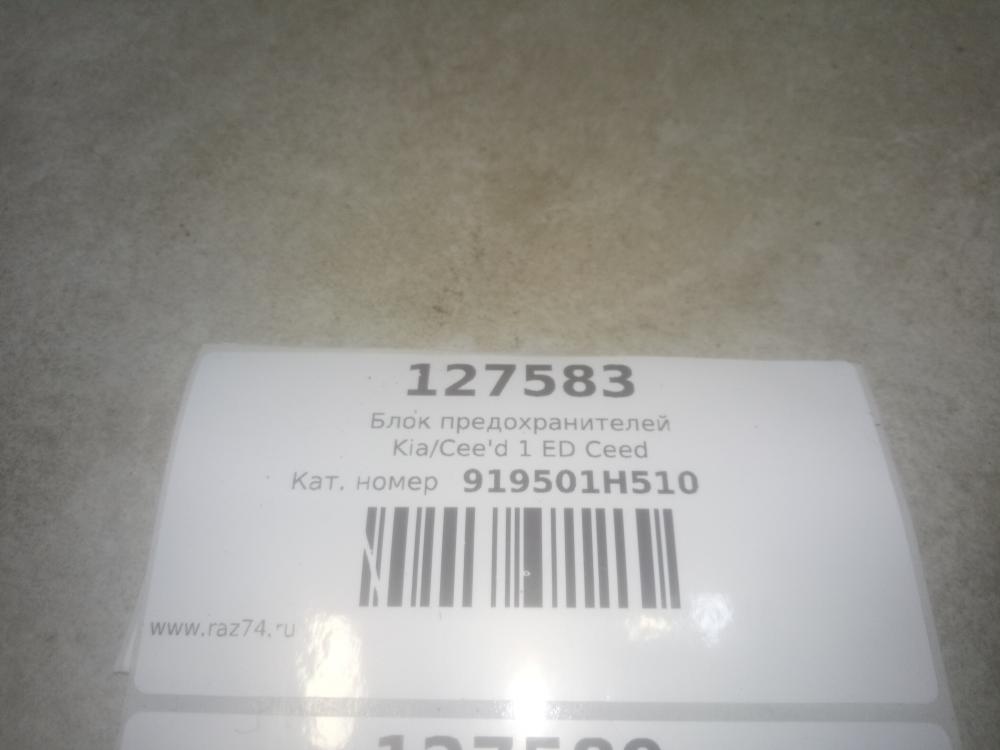 127583
Блок предохранителей
Kia/Cee'd 1 ED Ceed
Кат. номер 919501H510
www.raz74.ru